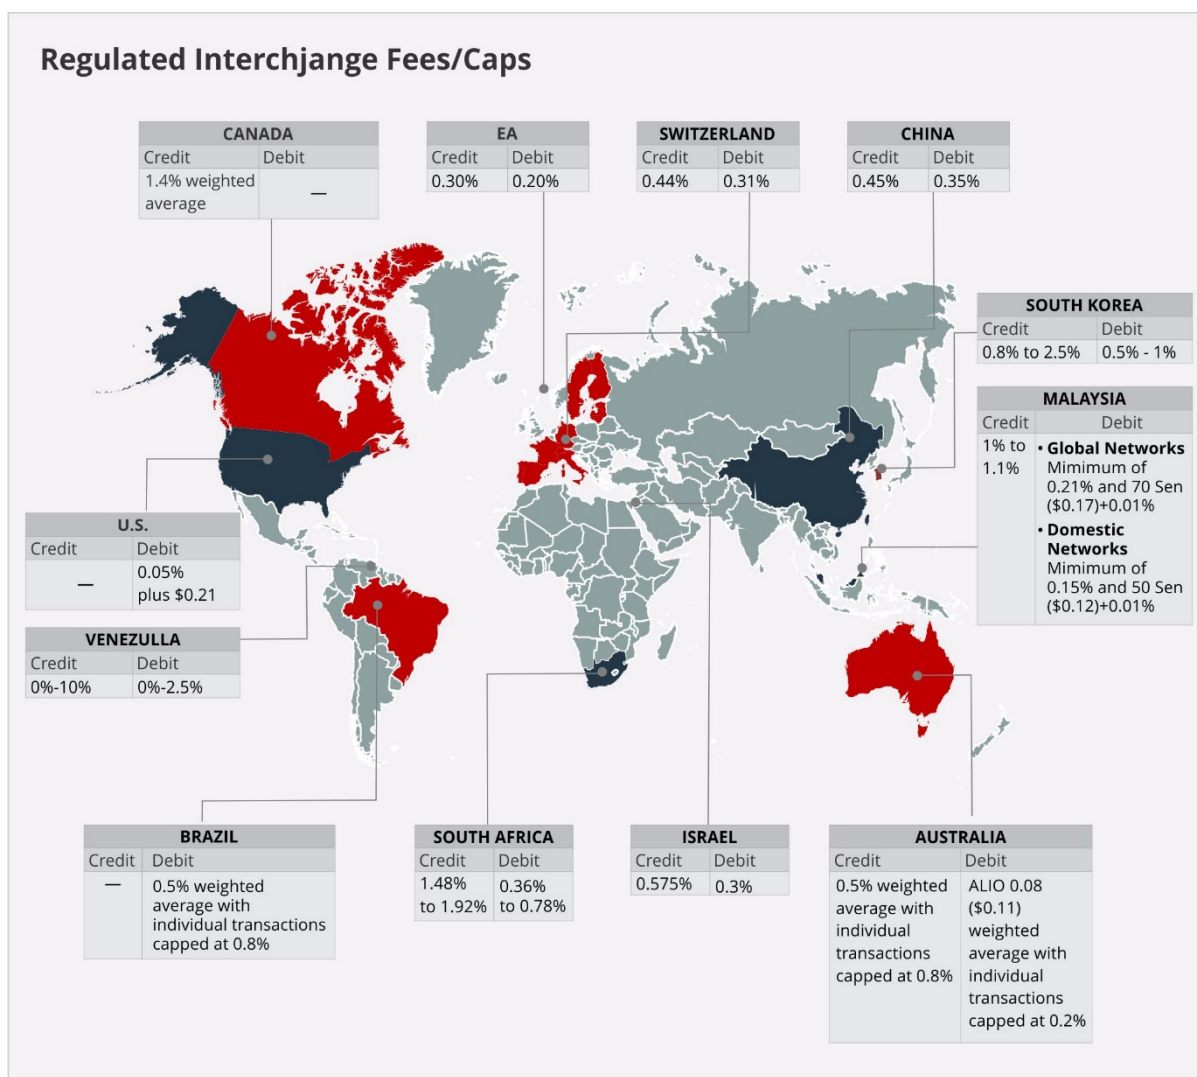 Regulated Interchjange Fees/Caps
CANADA
Credit Debit
1.4% weighted
average
—
EA
Credit Debit
0.30% 0.20%
SWITZERLAND
Credit Debit
0.44% 0.31%
CHINA
Credit Debit
0.45% 0.35%
SOUTH KOREA
Credit Debit
0.8% to 2.5% 0.5% - 1%
MALAYSIA
Credit Debit
1% to
1.1%
• Global Networks
Mimimum of
0.21% and 70 Sen
($0.17)+0.01%
• Domestic
Networks
Mimimum of
0.15% and 50 Sen
($0.12)+0.01%
U.S.
Credit Debit
—
0.05%
plus $0.21
VENEZULLA
Credit Debit
0%-10% 0%-2.5%
BRAZIL
Credit Debit
—
0.5% weighted
average with
individual transactions
capped at 0.8%
SOUTH AFRICA
Credit Debit
1.48% 0.36%
to 1.92% to 0.78%
ISRAEL
Credit Debit
0.575% 0.3%
AUSTRALIA
Credit Debit
0.5% weighted
average with
individual
transactions
capped at 0.8%
ALIO 0.08
($0.11)
weighted
average with
individual
transactions
capped at 0.2%